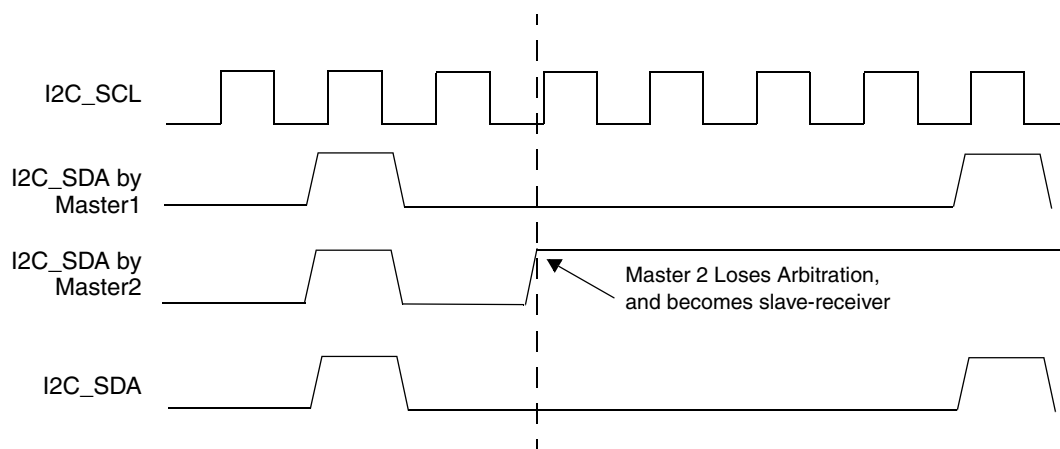 I2C_SCL
I2C_SDA by
Master1
I2C_SDA by
Master2
Master 2 Loses Arbitration,
and becomes slave-receiver
I2C_SDA